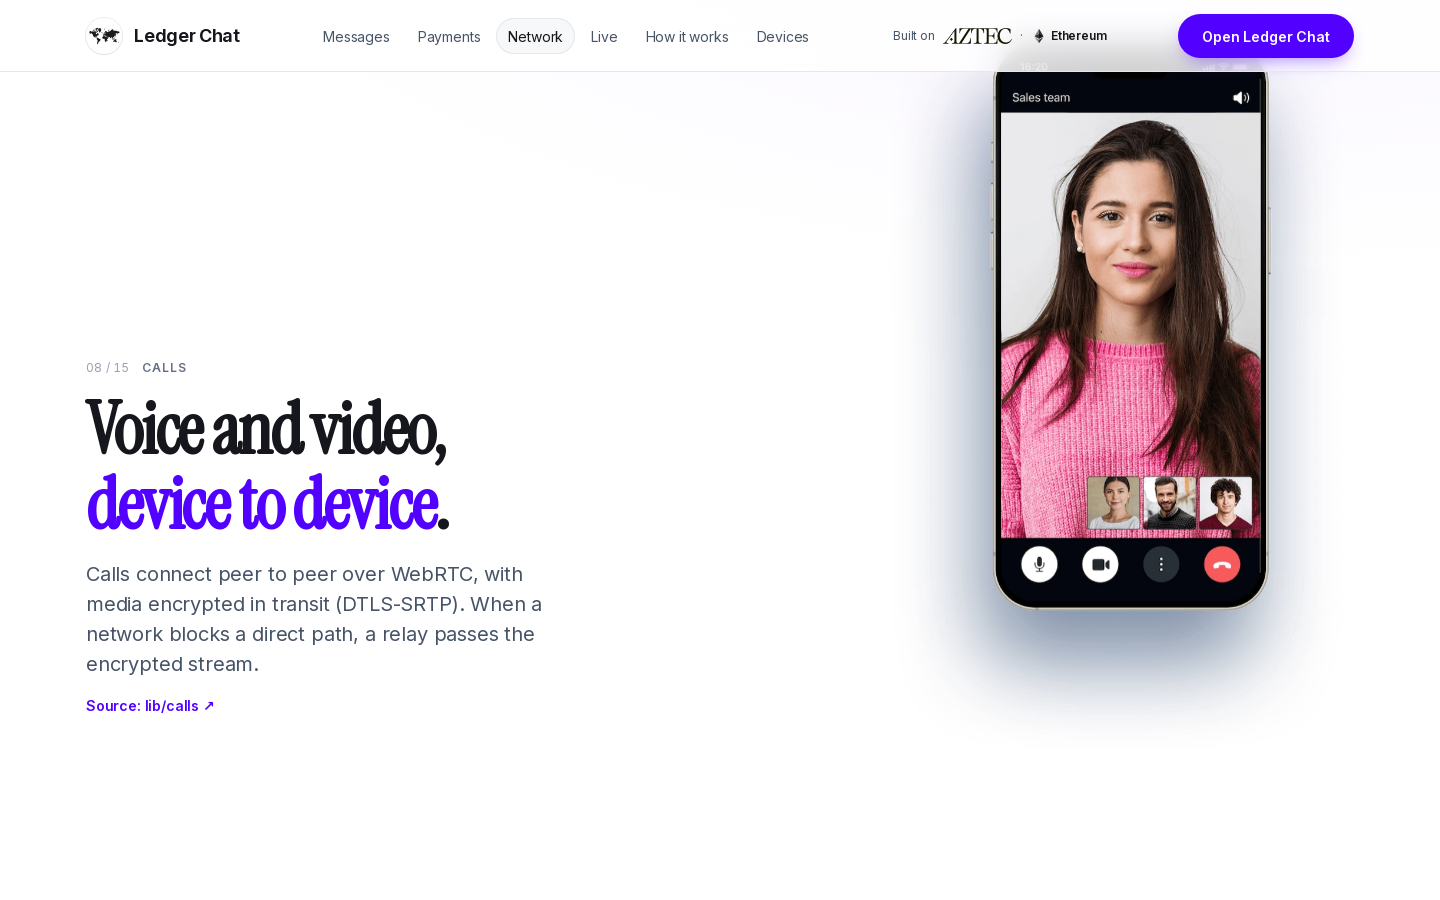 Ledger Chat
Messages
Payments
Network
Live
How it works
Devices
Built on
AZTEC
·
Ethereum
Open Ledger Chat
16:20
Sales team
08 / 15 CALLS
Voice and video,
device to device.
Calls connect peer to peer over WebRTC, with
media encrypted in transit (DTLS-SRTP). When a
network blocks a direct path, a relay passes the
encrypted stream.
Source: lib/calls ↗